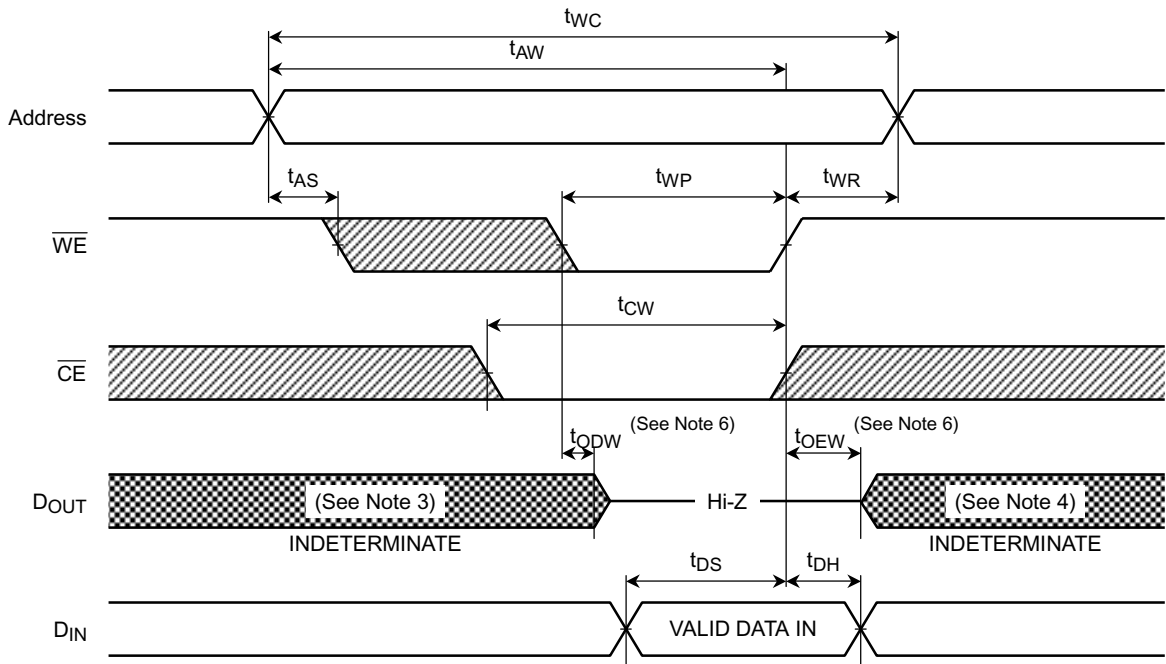 tWC
tAW
Address
tAS
tWP
tWR
WE
tCW
CE
(See Note 6)
(See Note 6)
tODW
tOEW
DOUT
(See Note 3)
Hi-Z
(See Note 4)
INDETERMINATE
INDETERMINATE
tDS
tDH
DIN
VALID DATA IN